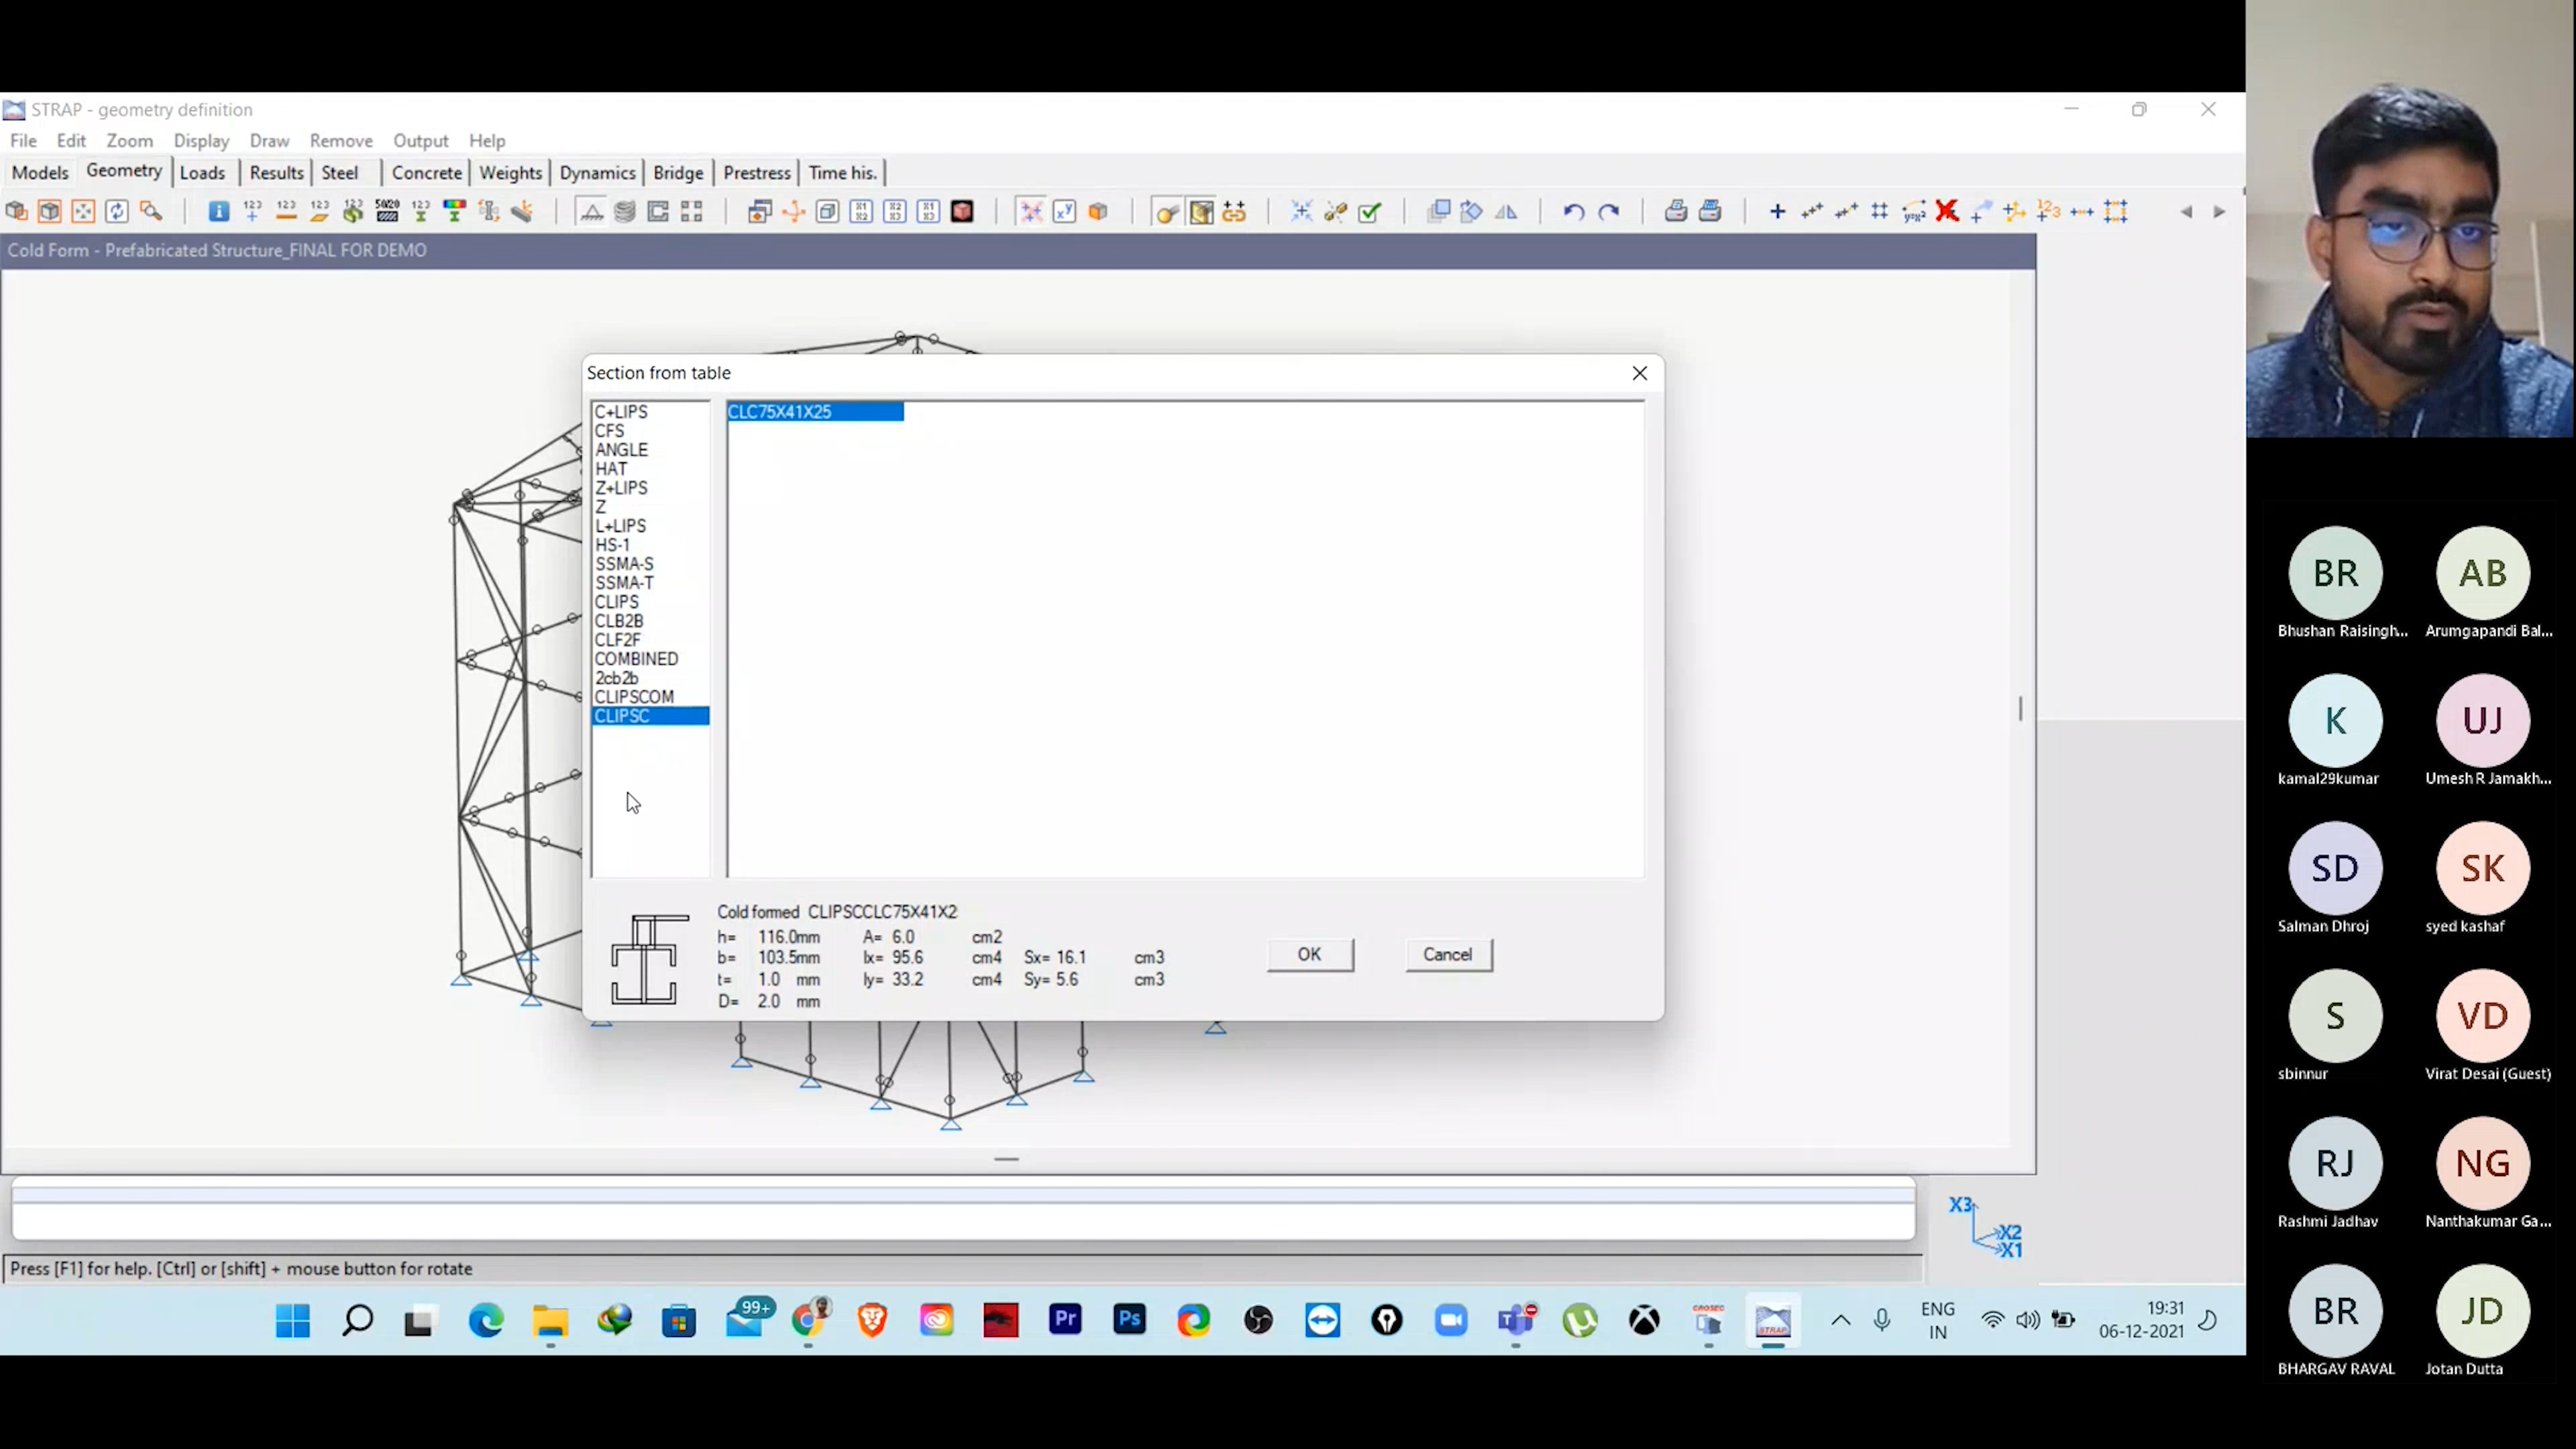 STRAP - geometry definition
File Edit Zoom Display Draw Remove Output Help
Models Geometry Loads Results Steel Concrete Weights Dynamics Bridge Prestress Time his.
Cold Form - Prefabricated Structure_FINAL FOR DEMO
Section from table
C+LIPS
CFS
ANGLE
HAT
Z+LIPS
Z
L+LIPS
HS-1
SSMA-S
SSMA-T
CLIPS
CLB2B
CLF2F
COMBINED
2cb2b
CLIPSCOM
CLIPSC
CLC75X41X25
Cold formed CLIPSCCLC75X41X2
h= 116.0mm A= 6.0 cm2
b= 103.5mm Ix= 95.6 cm4 Sx= 16.1 cm3
t= 1.0 mm Iy= 33.2 cm4 Sy= 5.6 cm3
D= 2.0 mm
OK Cancel
X3
X2
X1
Press [F1] for help. [Ctrl] or [shift] + mouse button for rotate
99+
Pr
Ps
CROSEC
STRAP
ENG
IN
19:31
06-12-2021
BR AB
Bhushan Raisingh... Arumgapandi Bal...
K UJ
kamal29kumar Umesh R Jamakh...
SD SK
Salman Dhroj syed kashaf
S VD
sbinnur Virat Desai (Guest)
RJ NG
Rashmi Jadhav Nanthakumar Ga...
BR JD
BHARGAV RAVAL Jotan Dutta